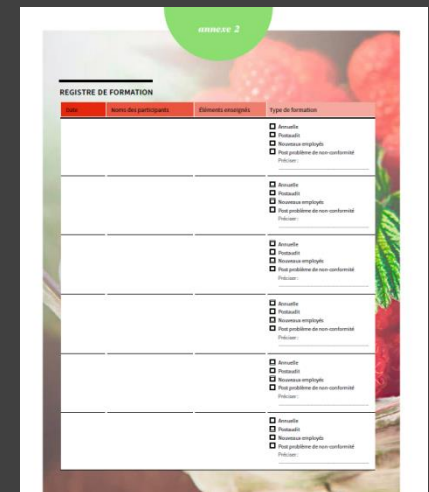 annexe 2
REGISTRE DE FORMATION
Date Noms des participants Éléments enseignés Type de formation
Annuelle
Postaudit
Nouveaux employés
Post problème de non-conformité
Préciser :
Annuelle
Postaudit
Nouveaux employés
Post problème de non-conformité
Préciser :
Annuelle
Postaudit
Nouveaux employés
Post problème de non-conformité
Préciser :
Annuelle
Postaudit
Nouveaux employés
Post problème de non-conformité
Préciser :
Annuelle
Postaudit
Nouveaux employés
Post problème de non-conformité
Préciser :
Annuelle
Postaudit
Nouveaux employés
Post problème de non-conformité
Préciser :